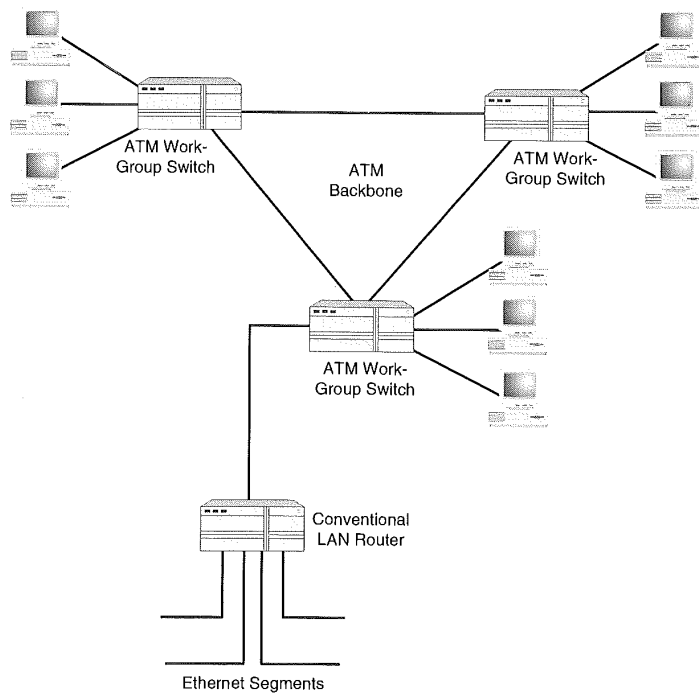 ATM Work-
Group Switch
ATM
Backbone
ATM Work-
Group Switch
ATM Work-
Group Switch
Conventional
LAN Router
Ethernet Segments